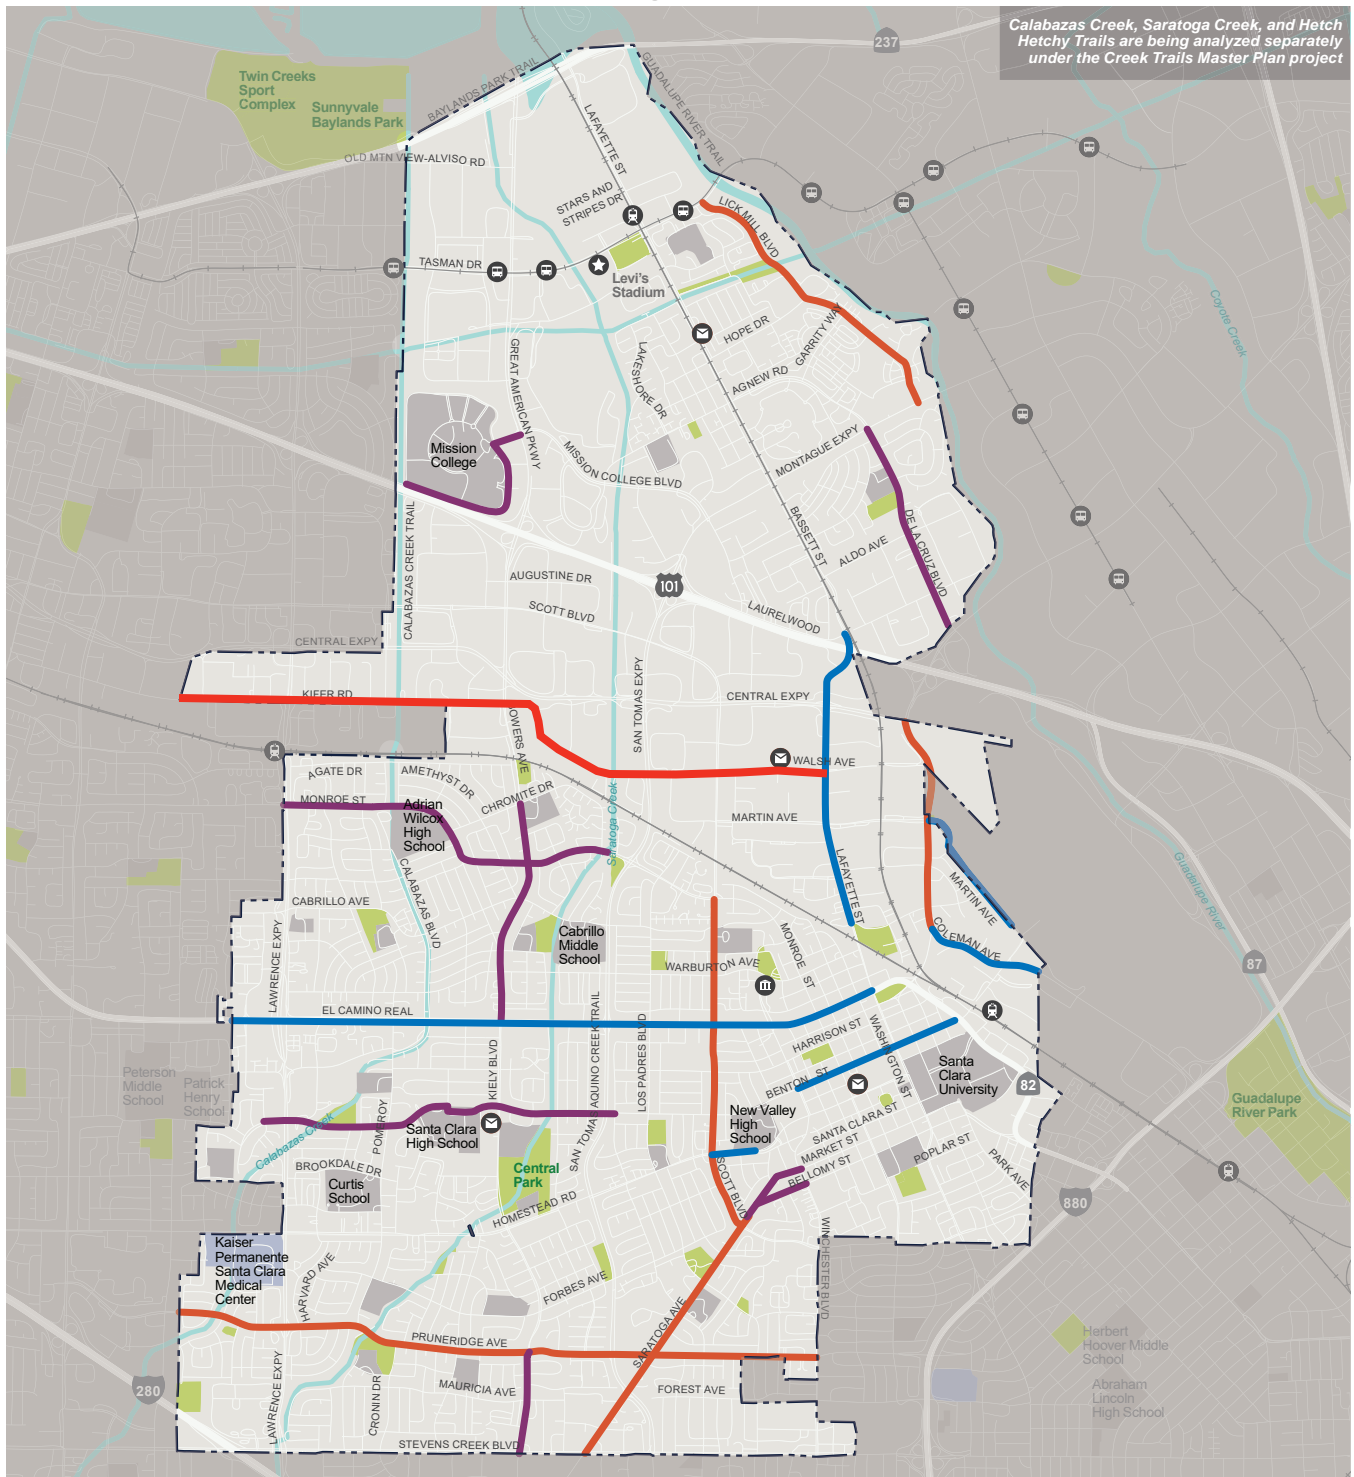 Calabazas Creek, Saratoga Creek, and Hetch
Hetchy Trails are being analyzed separately
under the Creek Trails Master Plan project
237
Twin Creeks
Sport
Complex
Sunnyvale
Baylands Park
BAYLANDS PARK TRAIL
GUADALUPE RIVER TRAIL
OLD MTN VIEW-ALVISO RD
LAFAYETTE ST
STARS AND
STRIPES DR
LICK MILL BLVD
TASMAN DR
Levi's
Stadium
Coyote Creek
HOPE DR
GARRITY WAY
GREAT AMERICAN PKWY
LAKESHORE DR
AGNEW RD
Mission
College
MONTAGUE EXPY
MISSION COLLEGE BLVD
BASSETT ST
DE LA CRUZ BLVD
ALDO AVE
CALABAZAS CREEK TRAIL
AUGUSTINE DR
101
SCOTT BLVD
LAURELWOOD
CENTRAL EXPY
KIFER RD
SAN TOMAS EXPY
CENTRAL EXPY
BOWERS AVE
WALSH AVE
AGATE DR
AMETHYST DR
CHROMITE DR
MONROE ST
Adrian
Wilcox
High
School
Saratoga Creek
MARTIN AVE
CALABAZAS BLVD
LAFAYETTE ST
MARTIN AVE
Guadalupe River
CABRILLO AVE
LAWRENCE EXPY
Cabrillo
Middle
School
MONROE ST
COLEMAN AVE
WARBURTON AVE
87
EL CAMINO REAL
SAN TOMAS AQUINO CREEK TRAIL
LOS PADRES BLVD
KIELY BLVD
HARRISON ST
WASHINGTON ST
Peterson
Middle
School
Patrick
Henry
School
BENTON ST
Santa
Clara
University
82
Guadalupe
River Park
Calabazas Creek
POMEROY
Santa Clara
High School
New Valley
High
School
SANTA CLARA ST
MARKET ST
BELLOMY ST
POPLAR ST
PARK AVE
BROOKDALE DR
Curtis
School
Central
Park
SCOTT BLVD
HOMESTEAD RD
880
WINCHESTER BLVD
Kaiser
Permanente
Santa Clara
Medical
Center
HARVARD AVE
FORBES AVE
PRUNERIDGE AVE
SARATOGA AVE
Herbert
Hoover Middle
School
280
LAWRENCE EXPY
CRONIN DR
MAURICIA AVE
FOREST AVE
Abraham
Lincoln
High School
STEVENS CREEK BLVD